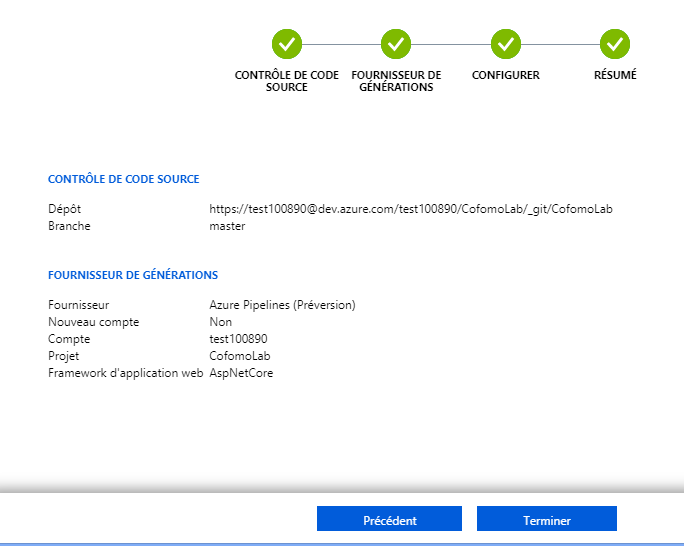 CONTRÔLE DE CODE SOURCE
FOURNISSEUR DE GÉNÉRATIONS
CONFIGURER
RÉSUMÉ
CONTRÔLE DE CODE SOURCE
Dépôt https://test100890@dev.azure.com/test100890/CofomoLab/_git/CofomoLab
Branche master
FOURNISSEUR DE GÉNÉRATIONS
Fournisseur Azure Pipelines (Préversion)
Nouveau compte Non
Compte test100890
Projet CofomoLab
Framework d'application web AspNetCore
Précédent Terminer